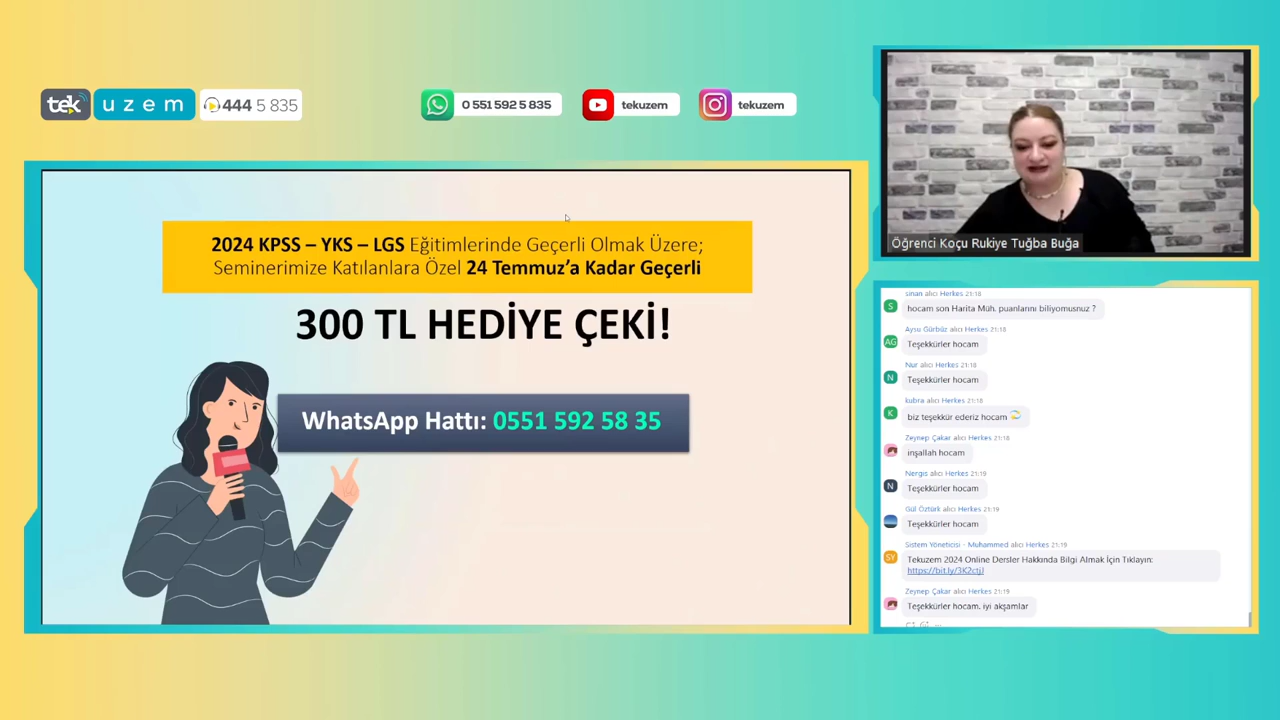 tek uzem 444 5 835
0 551 592 5 835
tekuzem
tekuzem
2024 KPSS – YKS – LGS Eğitimlerinde Geçerli Olmak Üzere;
Seminerimize Katılanlara Özel 24 Temmuz’a Kadar Geçerli
300 TL HEDİYE ÇEKİ!
WhatsApp Hattı: 0551 592 58 35
Öğrenci Koçu Rukiye Tuğba Buğa
sinan alıcı Herkes 21:18
S
hocam son Harita Müh. puanlarını biliyomusnuz ?
Aysu Gürbüz alıcı Herkes 21:18
AG
Teşekkürler hocam
Nur alıcı Herkes 21:18
N
Teşekkürler hocam
kubra alıcı Herkes 21:18
K
biz teşekkür ederiz hocam
Zeynep Çakar alıcı Herkes 21:18
inşallah hocam
Nergis alıcı Herkes 21:19
N
Teşekkürler hocam
Gül Öztürk alıcı Herkes 21:19
Teşekkürler hocam
Sistem Yöneticisi - Muhammed alıcı Herkes 21:19
SY
Tekuzem 2024 Online Dersler Hakkında Bilgi Almak İçin Tıklayın:
https://bit.ly/3K2ctjJ
Zeynep Çakar alıcı Herkes 21:19
Teşekkürler hocam. iyi akşamlar